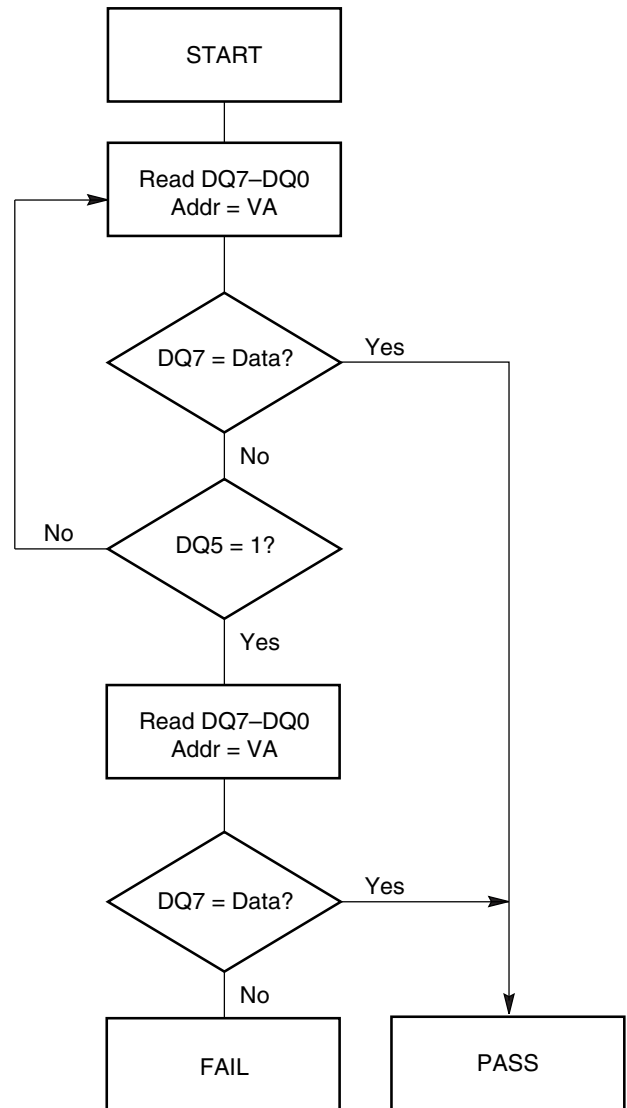 START
Read DQ7–DQ0
Addr = VA
DQ7 = Data?
Yes
No
No
DQ5 = 1?
Yes
Read DQ7–DQ0
Addr = VA
DQ7 = Data?
Yes
No
FAIL
PASS